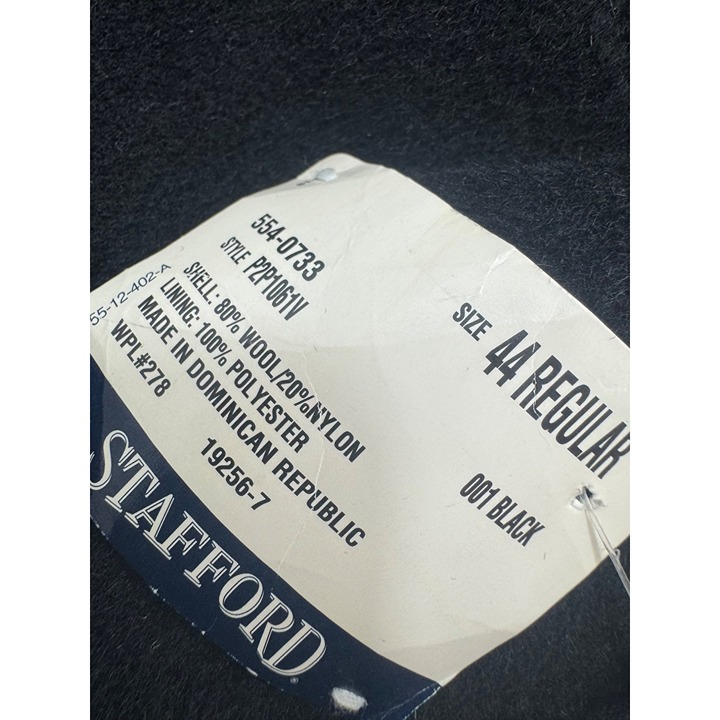 554-0733
STYLE P2P1061V
55-12-402-A
SHELL: 80% WOOL/20%NYLON
LINING: 100% POLYESTER
MADE IN DOMINICAN REPUBLIC
WPL#278
19256-7
SIZE 44 REGULAR
001 BLACK
STAFFORD